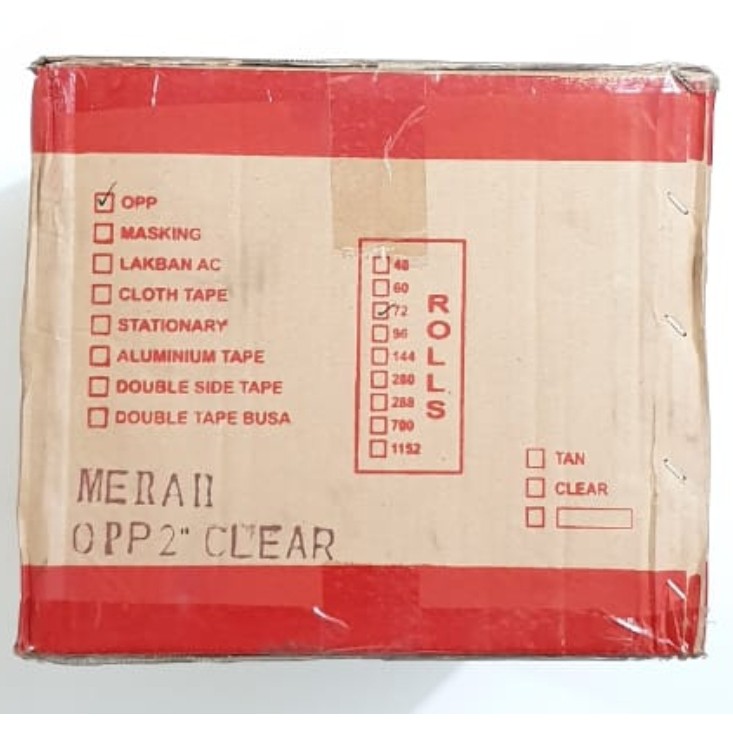 OPP
MASKING
LAKBAN AC
CLOTH TAPE
STATIONARY
ALUMINIUM TAPE
DOUBLE SIDE TAPE
DOUBLE TAPE BUSA
48
60
72
96
144
280
288
700
1152
ROLLS
TAN
CLEAR
MERAH
OPP 2" CLEAR